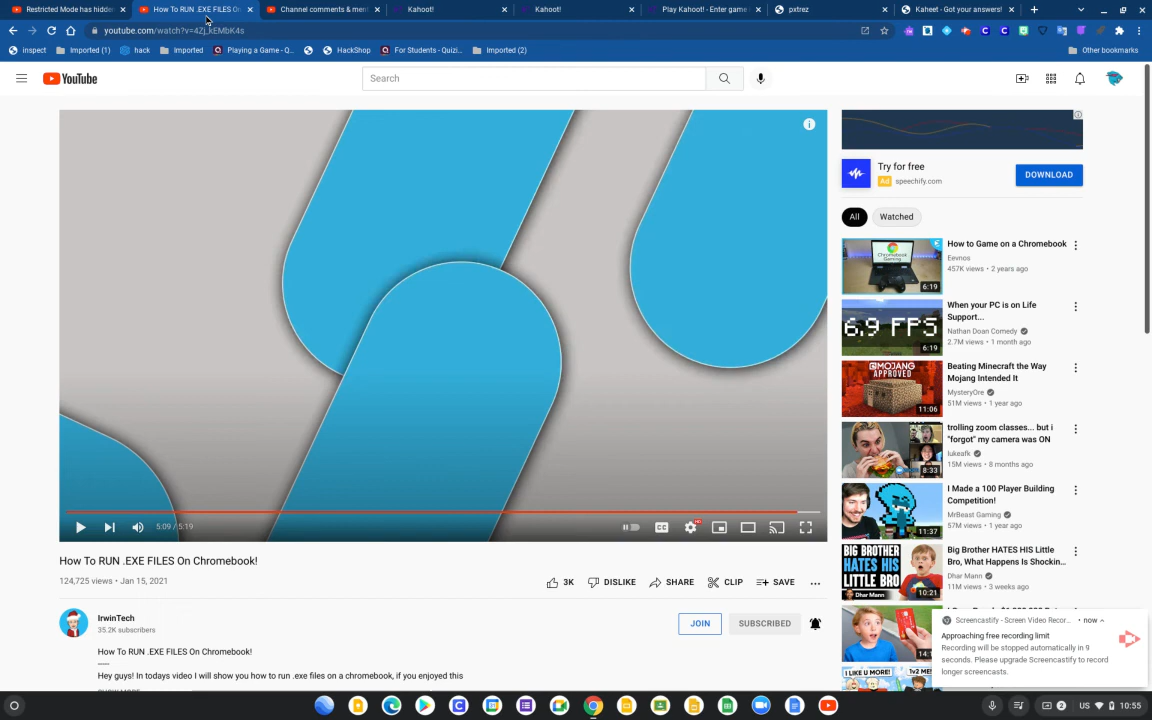 Restricted Mode has hidden
How To RUN .EXE FILES On
Channel comments & men
Kahoot!
Kahoot!
Play Kahoot! - Enter game
pxtrez
Kaheet - Got your answers!
youtube.com/watch?v=4Zj_kEMbK4s
inspect
Imported (1)
hack
Imported
Playing a Game - Q...
HackShop
For Students - Quizi...
Imported (2)
Other bookmarks
YouTube
Search
Try for free
Ad speechify.com
DOWNLOAD
All
Watched
How to Game on a Chromebook
Eevnos
457K views • 2 years ago
6:19
When your PC is on Life
Support...
Nathan Doan Comedy
2.7M views • 1 month ago
6.9 FPS
6:19
Beating Minecraft the Way
Mojang Intended It
MysteryOre
51M views • 1 year ago
MOJANG
APPROVED
11:06
trolling zoom classes... but i
*forgot* my camera was ON
lukeafk
15M views • 8 months ago
8:33
I Made a 100 Player Building
Competition!
MrBeast Gaming
57M views • 1 year ago
11:37
Big Brother HATES HIS Little
Bro, What Happens Is Shockin...
Dhar Mann
11M views • 3 weeks ago
BIG BROTHER
HATES HIS
LITTLE BRO
Dhar Mann
10:21
5:09 / 5:19
CC
HD
How To RUN .EXE FILES On Chromebook!
124,725 views • Jan 15, 2021
3K
DISLIKE
SHARE
CLIP
SAVE
IrwinTech
35.2K subscribers
JOIN
SUBSCRIBED
How To RUN .EXE FILES On Chromebook!
Hey guys! In todays video I will show you how to run .exe files on a chromebook, if you enjoyed this
Screencastify - Screen Video Recor... • now
Approaching free recording limit
Recording will be stopped automatically in 9
seconds. Please upgrade Screencastify to record
longer screencasts.
I LIKE U MORE!
1v2 ME!
2
US
10:55